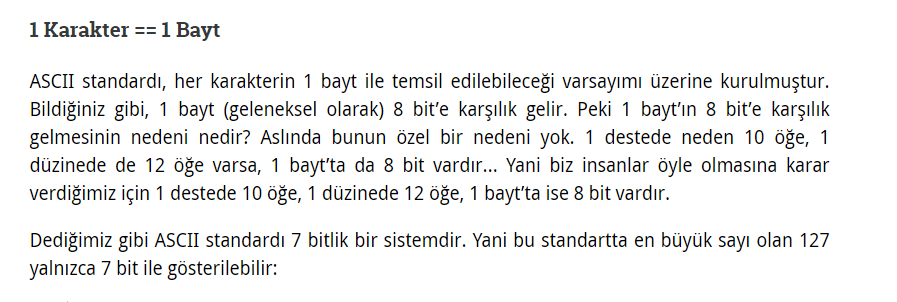 1 Karakter == 1 Bayt
ASCII standardı, her karakterin 1 bayt ile temsil edilebileceği varsayımı üzerine kurulmuştur.
Bildiğiniz gibi, 1 bayt (geleneksel olarak) 8 bit’e karşılık gelir. Peki 1 bayt’ın 8 bit’e karşılık
gelmesinin nedeni nedir? Aslında bunun özel bir nedeni yok. 1 destede neden 10 öğe, 1
düzinede de 12 öğe varsa, 1 bayt’ta da 8 bit vardır... Yani biz insanlar öyle olmasına karar
verdiğimiz için 1 destede 10 öğe, 1 düzinede 12 öğe, 1 bayt’ta ise 8 bit vardır.
Dediğimiz gibi ASCII standardı 7 bitlik bir sistemdir. Yani bu standartta en büyük sayı olan 127
yalnızca 7 bit ile gösterilebilir: